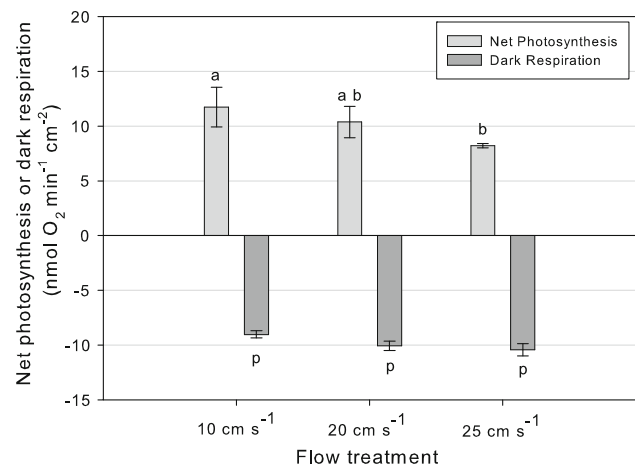 Net photosynthesis or dark respiration
(nmol O₂ min⁻¹ cm⁻²)
20
15
10
5
0
-5
-10
-15
Net Photosynthesis
Dark Respiration
a
a b
b
p
p
p
10 cm s⁻¹
20 cm s⁻¹
25 cm s⁻¹
Flow treatment